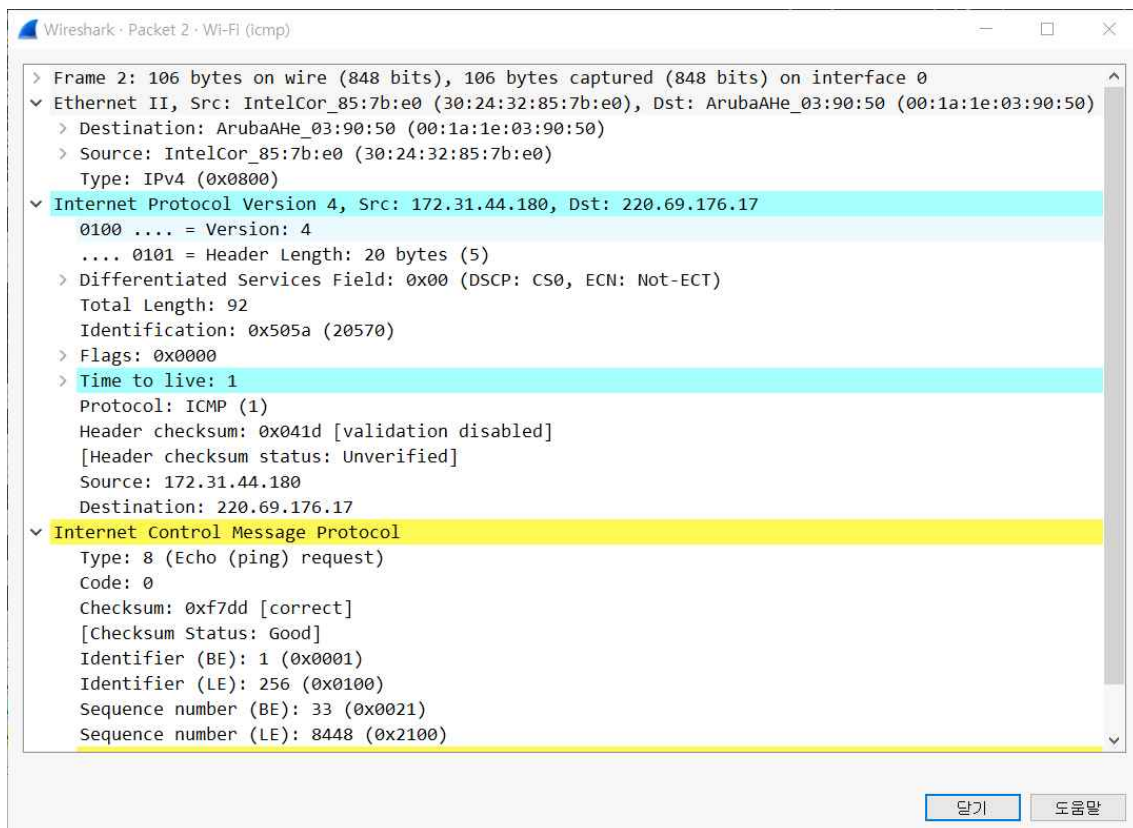 Wireshark · Packet 2 · Wi-Fi (icmp)
Frame 2: 106 bytes on wire (848 bits), 106 bytes captured (848 bits) on interface 0
Ethernet II, Src: IntelCor_85:7b:e0 (30:24:32:85:7b:e0), Dst: ArubaAHe_03:90:50 (00:1a:1e:03:90:50)
Destination: ArubaAHe_03:90:50 (00:1a:1e:03:90:50)
Source: IntelCor_85:7b:e0 (30:24:32:85:7b:e0)
Type: IPv4 (0x0800)
Internet Protocol Version 4, Src: 172.31.44.180, Dst: 220.69.176.17
0100 .... = Version: 4
.... 0101 = Header Length: 20 bytes (5)
Differentiated Services Field: 0x00 (DSCP: CS0, ECN: Not-ECT)
Total Length: 92
Identification: 0x505a (20570)
Flags: 0x0000
Time to live: 1
Protocol: ICMP (1)
Header checksum: 0x041d [validation disabled]
[Header checksum status: Unverified]
Source: 172.31.44.180
Destination: 220.69.176.17
Internet Control Message Protocol
Type: 8 (Echo (ping) request)
Code: 0
Checksum: 0xf7dd [correct]
[Checksum Status: Good]
Identifier (BE): 1 (0x0001)
Identifier (LE): 256 (0x0100)
Sequence number (BE): 33 (0x0021)
Sequence number (LE): 8448 (0x2100)
닫기 도움말